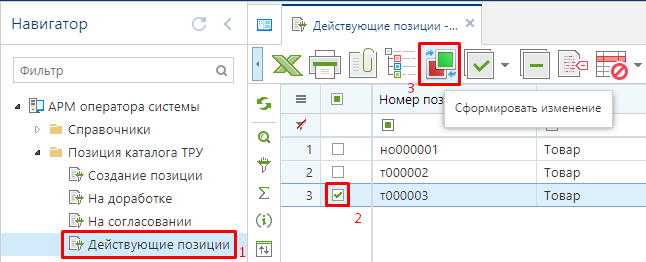 Навигатор
Фильтр
АРМ оператора системы
Справочники
Позиция каталога ТРУ
Создание позиции
На доработке
На согласовании
Действующие позиции
1
Действующие позиции -...
3
Сформировать изменение
Номер поз
1 но000001 Товар
2 т000002 Товар
3 т000003 Товар
2